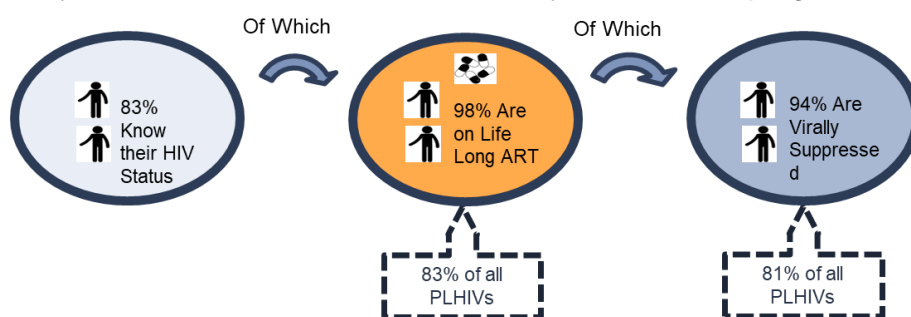 Of Which
Of Which
83%
Know
their HIV
Status
98% Are
on Life
Long ART
94% Are
Virally
Suppresse
d
83% of all
PLHIVs
81% of all
PLHIVs